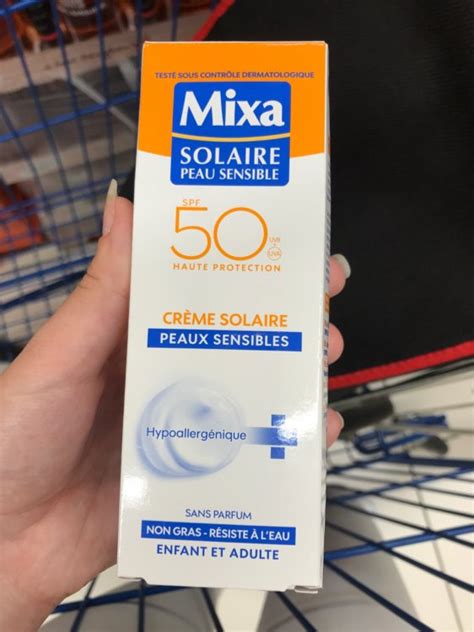 TESTÉ SOUS CONTRÔLE DERMATOLOGIQUE
Mixa
SOLAIRE
PEAU SENSIBLE
SPF
50
UVB
UVA
HAUTE PROTECTION
CRÈME SOLAIRE
PEAUX SENSIBLES
Hypoallergénique
SANS PARFUM
NON GRAS - RÉSISTE À L'EAU
ENFANT ET ADULTE